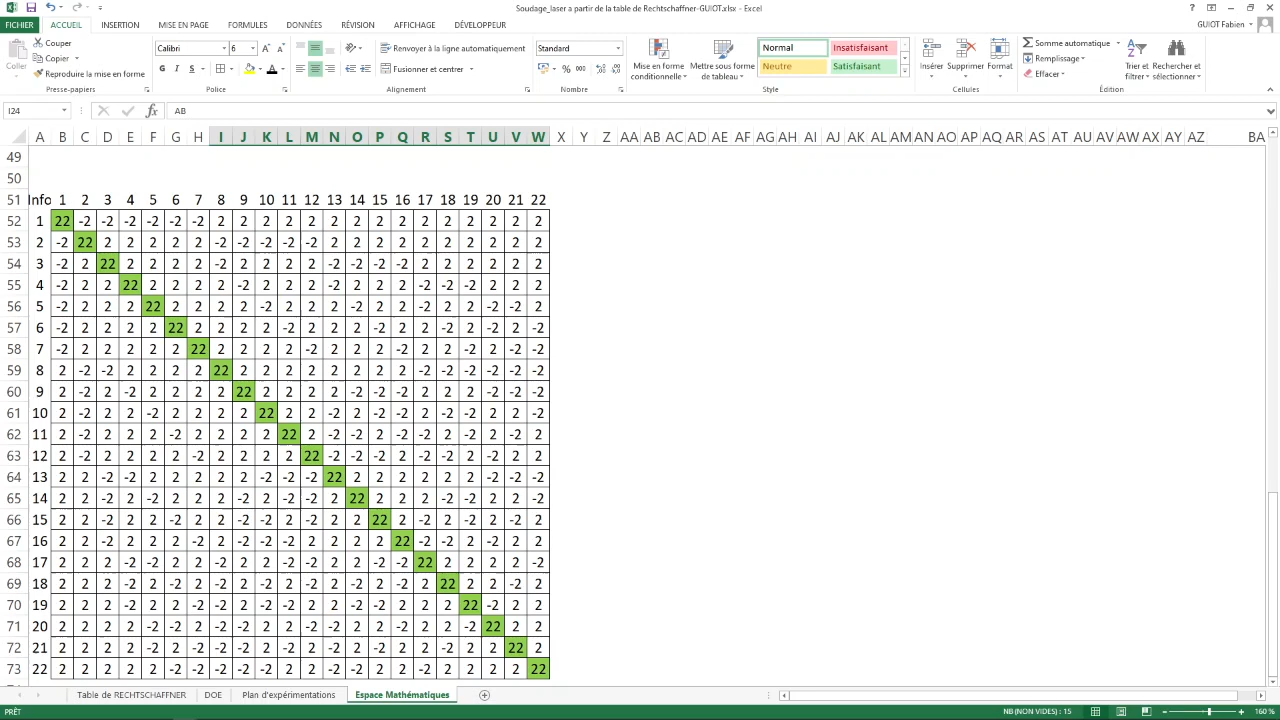 Soudage_laser a partir de la table de Rechtschaffner-GUIOT.xlsx - Excel
FICHIER ACCUEIL INSERTION MISE EN PAGE FORMULES DONNÉES RÉVISION AFFICHAGE DÉVELOPPEUR GUIOT Fabien
Coller Couper Copier Reproduire la mise en forme
Calibri 6 G I S
Renvoyer à la ligne automatiquement
Fusionner et centrer
Standard
% 000
Mise en forme conditionnelle Mettre sous forme de tableau
Normal Insatisfaisant
Neutre Satisfaisant
Insérer Supprimer Format
Somme automatique
Remplissage
Effacer
Trier et filtrer Rechercher et sélectionner
Presse-papiers Police Alignement Nombre Style Cellules Édition
I24 fx AB
A B C D E F G H I J K L M N O P Q R S T U V W X Y Z AA AB AC AD AE AF AG AH AI AJ AK AL AM AN AO AP AQ AR AS AT AU AV AW AX AY AZ BA
49
50
51 Info 1 2 3 4 5 6 7 8 9 10 11 12 13 14 15 16 17 18 19 20 21 22
52 1 22 -2 -2 -2 -2 -2 -2 2 2 2 2 2 2 2 2 2 2 2 2 2 2 2
53 2 -2 22 2 2 2 2 2 -2 -2 -2 -2 -2 2 2 2 2 2 2 2 2 2 2
54 3 -2 2 22 2 2 2 2 -2 2 2 2 2 -2 -2 -2 -2 2 2 2 2 2 2
55 4 -2 2 2 22 2 2 2 2 -2 2 2 2 -2 2 2 2 -2 -2 -2 2 2 2
56 5 -2 2 2 2 22 2 2 2 2 -2 2 2 2 -2 2 2 -2 2 2 -2 -2 2
57 6 -2 2 2 2 2 22 2 2 2 2 -2 2 2 2 -2 2 2 -2 2 -2 2 -2
58 7 -2 2 2 2 2 2 22 2 2 2 2 -2 2 2 2 -2 2 2 -2 2 -2 -2
59 8 2 -2 -2 2 2 2 2 22 2 2 2 2 2 2 2 2 -2 -2 -2 -2 -2 -2
60 9 2 -2 2 -2 2 2 2 2 22 2 2 2 2 -2 -2 -2 2 2 2 -2 -2 -2
61 10 2 -2 2 2 -2 2 2 2 2 22 2 2 -2 2 -2 -2 2 -2 -2 2 2 -2
62 11 2 -2 2 2 2 -2 2 2 2 2 22 2 -2 -2 2 -2 -2 2 -2 2 -2 2
63 12 2 -2 2 2 2 2 -2 2 2 2 2 22 -2 -2 -2 2 -2 -2 2 -2 2 2
64 13 2 2 -2 -2 2 2 2 2 2 -2 -2 -2 22 2 2 2 2 2 2 -2 -2 -2
65 14 2 2 -2 2 -2 2 2 2 -2 2 -2 -2 2 22 2 2 2 -2 -2 2 2 -2
66 15 2 2 -2 2 2 -2 2 2 -2 -2 2 -2 2 2 22 2 -2 2 -2 2 -2 2
67 16 2 2 -2 2 2 2 -2 2 -2 -2 -2 2 2 2 2 22 -2 -2 2 -2 2 2
68 17 2 2 2 -2 -2 2 2 -2 2 2 -2 -2 2 2 -2 -2 22 2 2 2 2 -2
69 18 2 2 2 -2 2 -2 2 -2 2 -2 2 -2 2 -2 2 -2 2 22 2 2 -2 2
70 19 2 2 2 -2 2 2 -2 -2 2 -2 -2 2 2 -2 -2 2 2 2 22 -2 2 2
71 20 2 2 2 2 -2 -2 2 -2 -2 2 2 -2 -2 2 2 -2 2 2 -2 22 2 2
72 21 2 2 2 2 -2 2 -2 -2 -2 2 -2 2 -2 2 -2 2 2 -2 2 2 22 2
73 22 2 2 2 2 2 -2 -2 -2 -2 -2 2 2 -2 -2 2 2 -2 2 2 2 2 22
Table de RECHTSCHAFFNER DOE Plan d'expérimentations Espace Mathématiques
PRÊT NB (NON VIDES) : 15 160 %